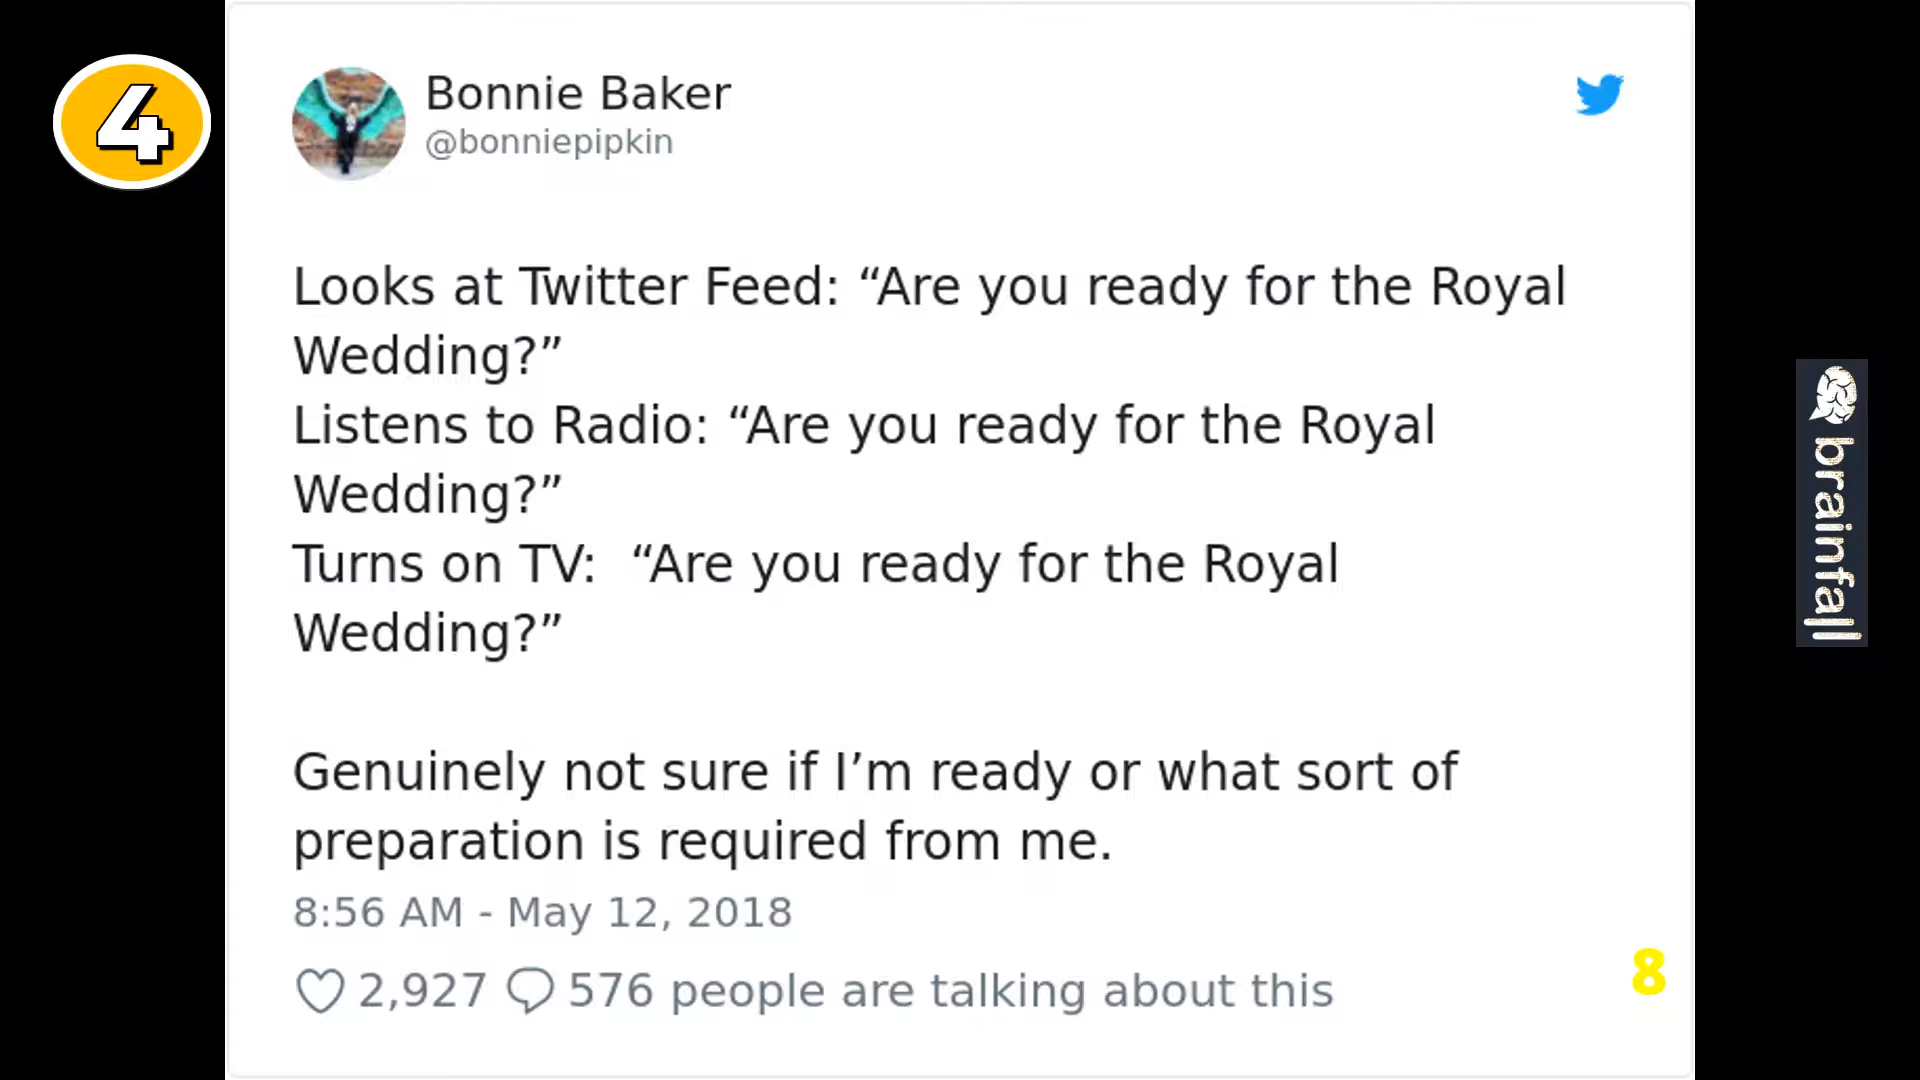 4
Bonnie Baker
@bonniepipkin
Looks at Twitter Feed: “Are you ready for the Royal
Wedding?”
Listens to Radio: “Are you ready for the Royal
Wedding?”
Turns on TV:  “Are you ready for the Royal
Wedding?”
Genuinely not sure if I’m ready or what sort of
preparation is required from me.
8:56 AM - May 12, 2018
2,927 576 people are talking about this
8
brainfall